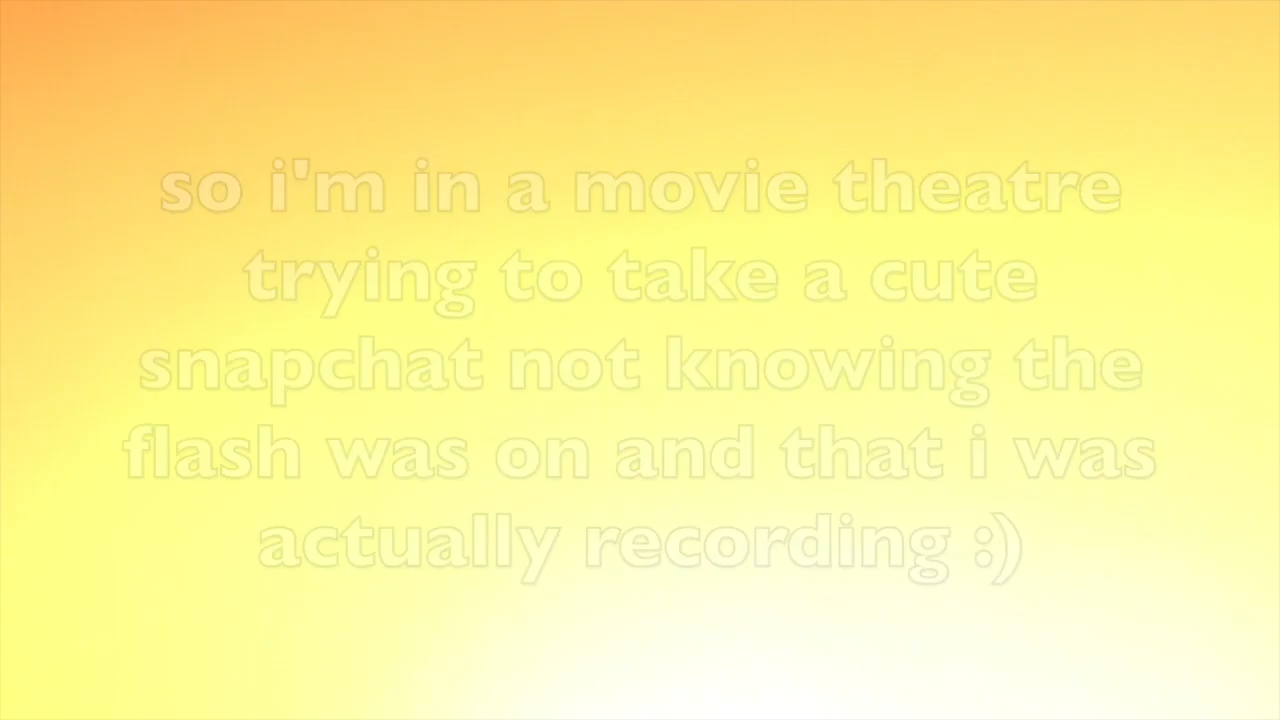 so i'm in a movie theatre
trying to take a cute
snapchat not knowing the
flash was on and that i was
actually recording :)